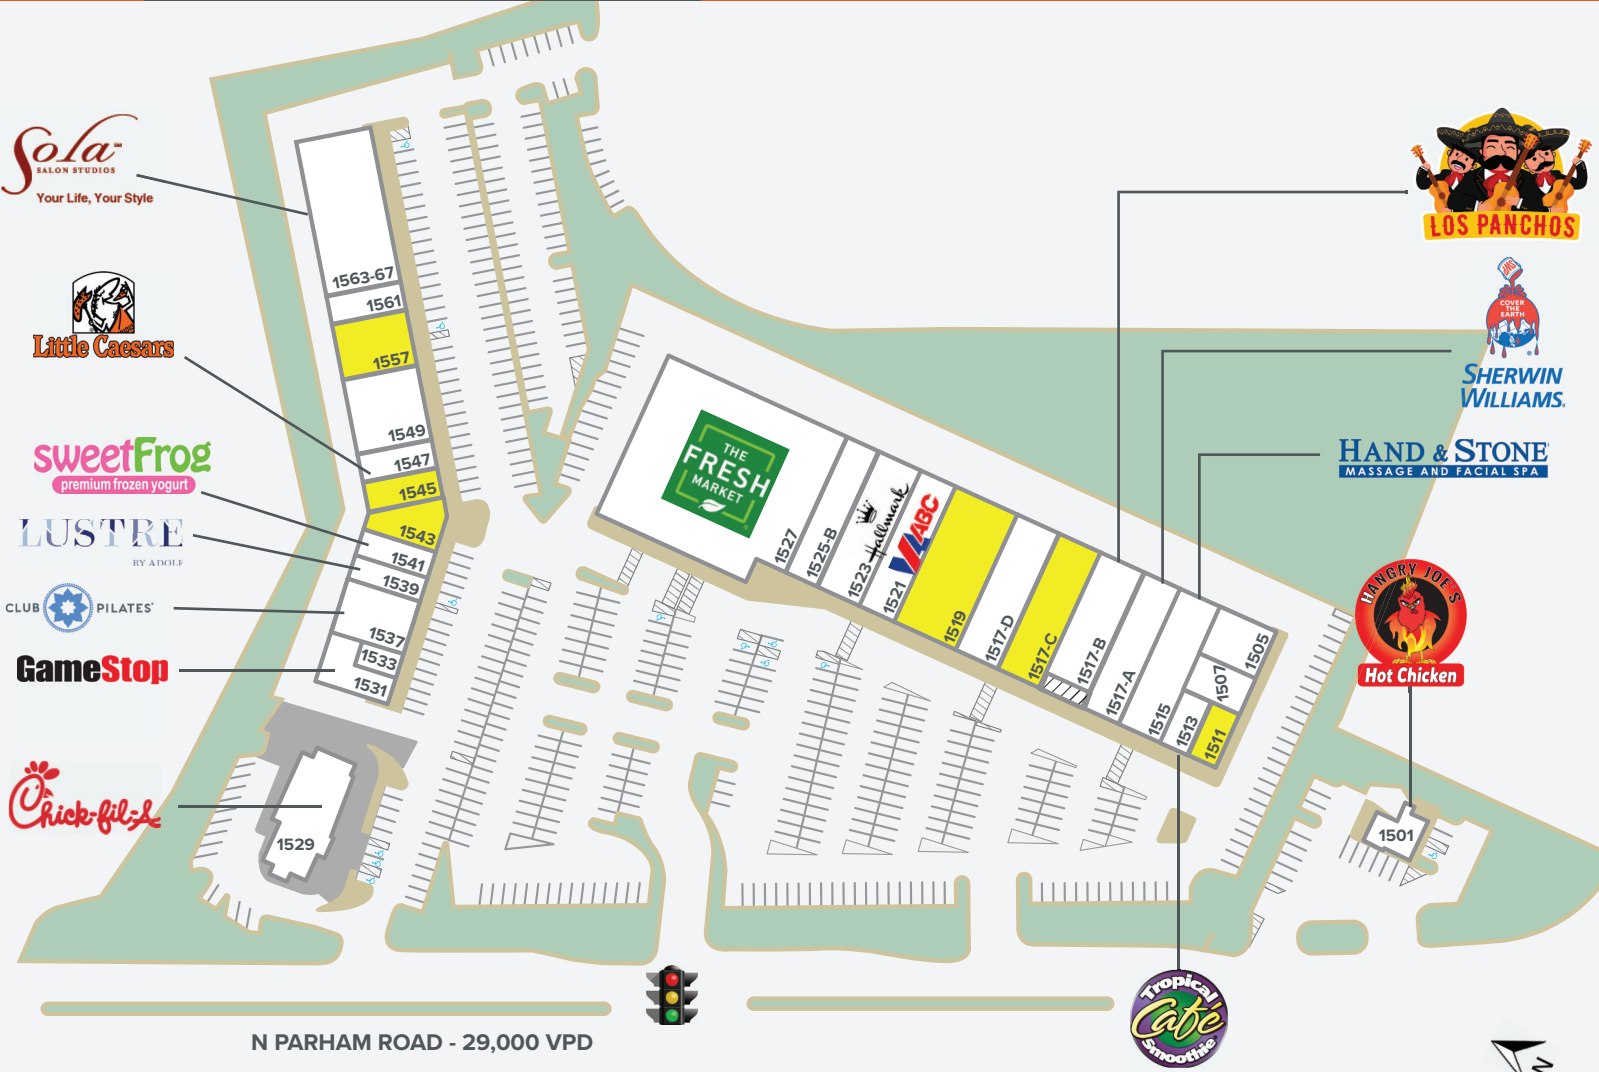 Sola
SALON STUDIOS
Your Life, Your Style
Little Caesars
sweetFrog
premium frozen yogurt
LUSTRE
BY ADOLF
CLUB PILATES
GameStop
Chick-fil-A
1563-67
1561
1557
1549
1547
1545
1543
1541
1539
1537
1533
1531
1529
THE
FRESH
MARKET
1527
1525-B
Hallmark
1523
VAABC
1521
1519
1517-D
1517-C
1517-B
1517-A
1515
1513
1511
1507
1505
LOS PANCHOS
SWP
COVER
THE
EARTH
SHERWIN
WILLIAMS.
HAND & STONE
MASSAGE AND FACIAL SPA
HANGRY JOE'S
Hot Chicken
1501
Tropical
Café
Smoothie
N PARHAM ROAD - 29,000 VPD
N